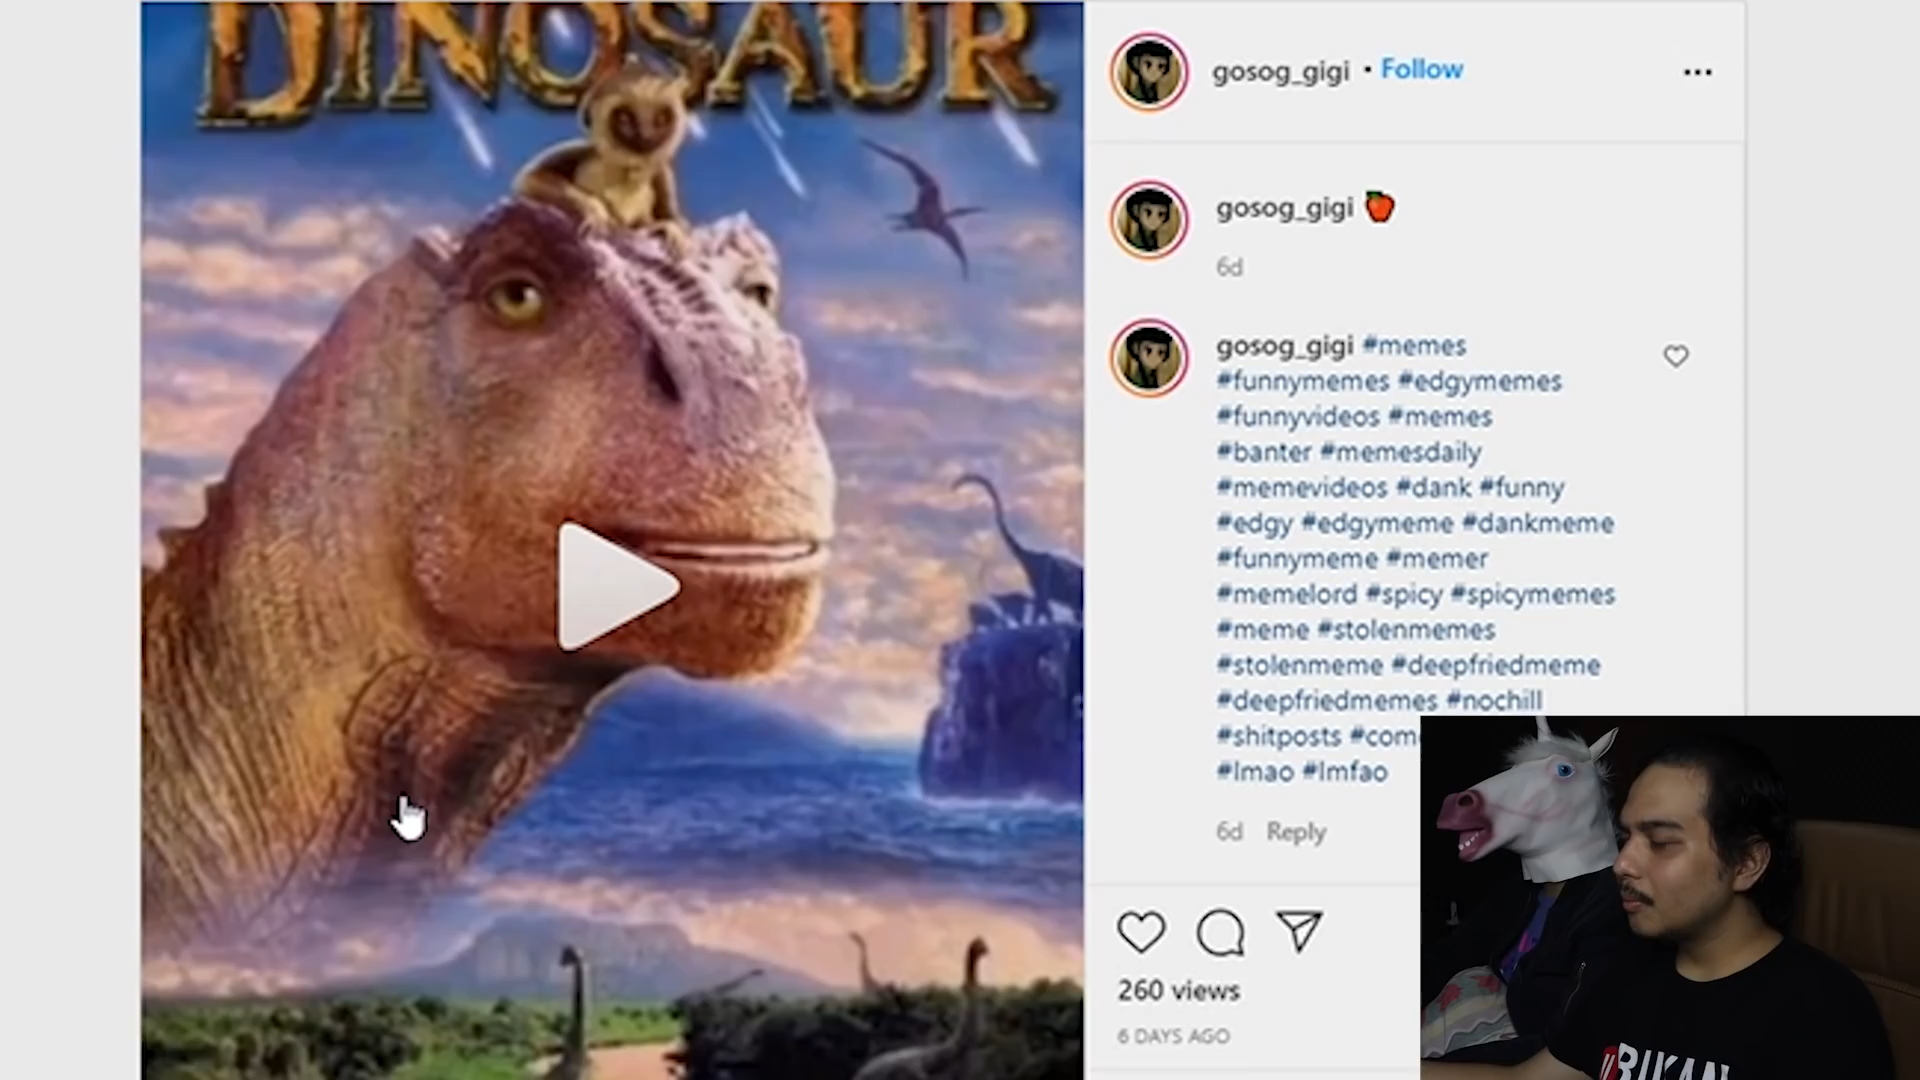 DINOSAUR
gosog_gigi • Follow
gosog_gigi
6d
gosog_gigi #memes
#funnymemes #edgymemes
#funnyvideos #memes
#banter #memesdaily
#memevideos #dank #funny
#edgy #edgymeme #dankmeme
#funnymeme #memer
#memelord #spicy #spicymemes
#meme #stolenmemes
#stolenmeme #deepfriedmeme
#deepfriedmemes #nochill
#shitposts
#lmao #lmfao
6d Reply
260 views
6 DAYS AGO